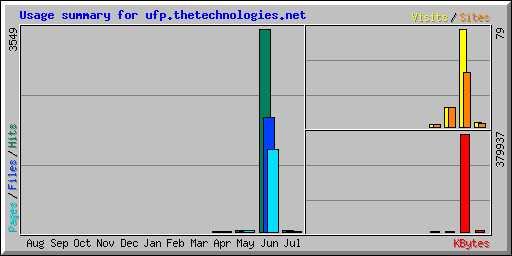 Usage summary for ufp.thetechnologies.net
Visits / Sites
3549
79
Pages / Files / Hits
379937
Aug Sep Oct Nov Dec Jan Feb Mar Apr May Jun Jul
KBytes